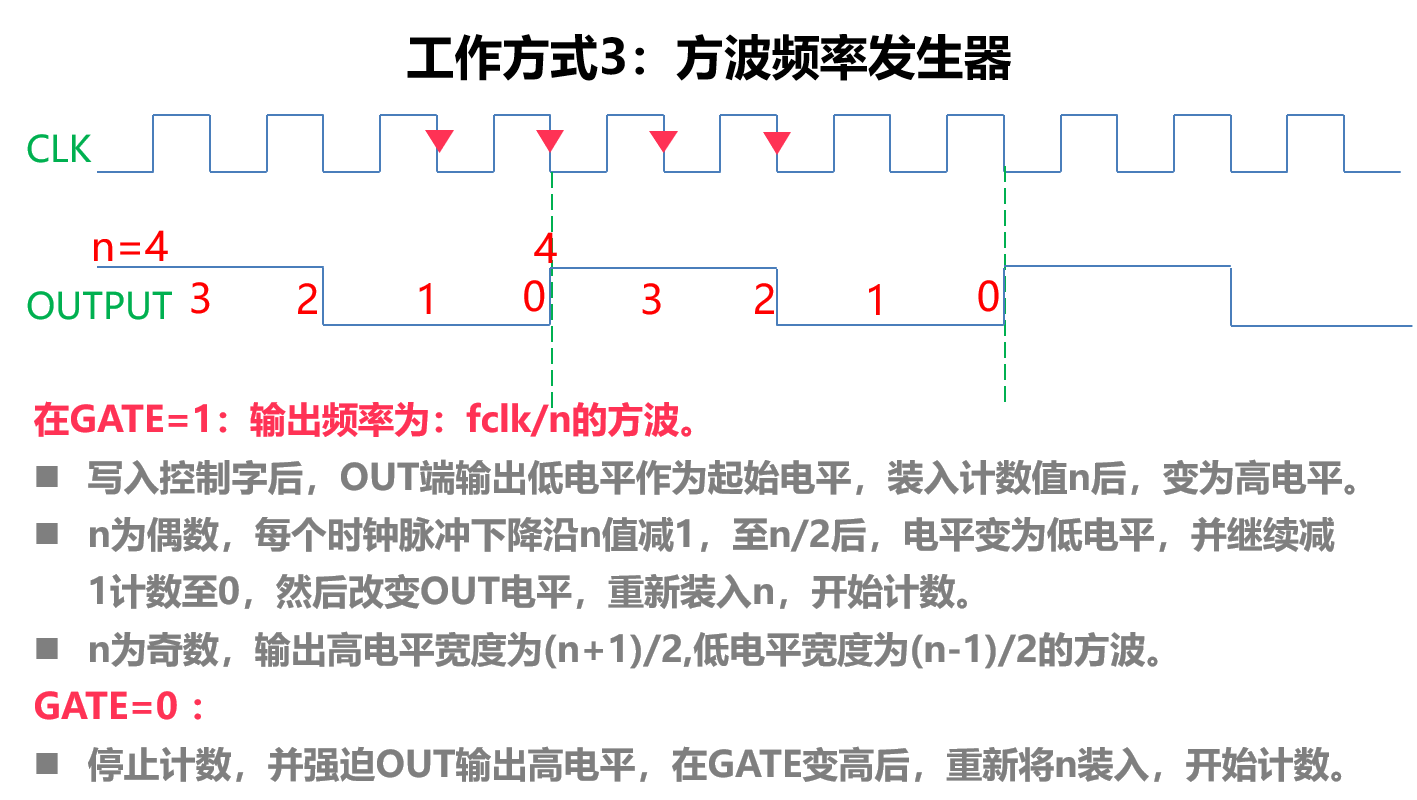 工作方式3：方波频率发生器
CLK
n=4
4
OUTPUT 3 2 1 0 3 2 1 0
在GATE=1：输出频率为：fclk/n的方波。
■ 写入控制字后，OUT端输出低电平作为起始电平，装入计数值n后，变为高电平。
■ n为偶数，每个时钟脉冲下降沿n值减1，至n/2后，电平变为低电平，并继续减
1计数至0，然后改变OUT电平，重新装入n，开始计数。
■ n为奇数，输出高电平宽度为(n+1)/2,低电平宽度为(n-1)/2的方波。
GATE=0 ：
■ 停止计数，并强迫OUT输出高电平，在GATE变高后，重新将n装入，开始计数。